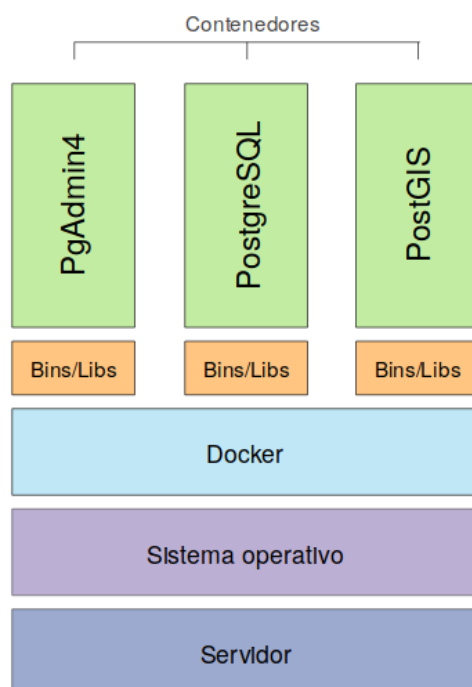 Contenedores
PgAdmin4
PostgreSQL
PostGIS
Bins/Libs
Bins/Libs
Bins/Libs
Docker
Sistema operativo
Servidor